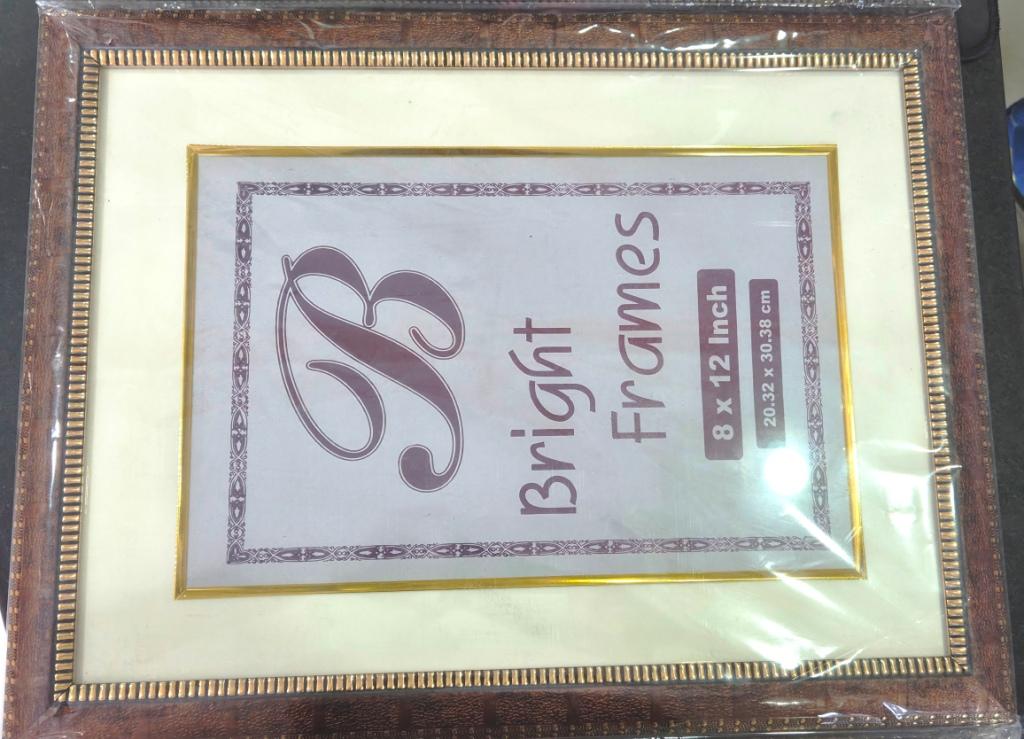 B
Bright
Frames
8 x 12 Inch
20.32 x 30.38 cm